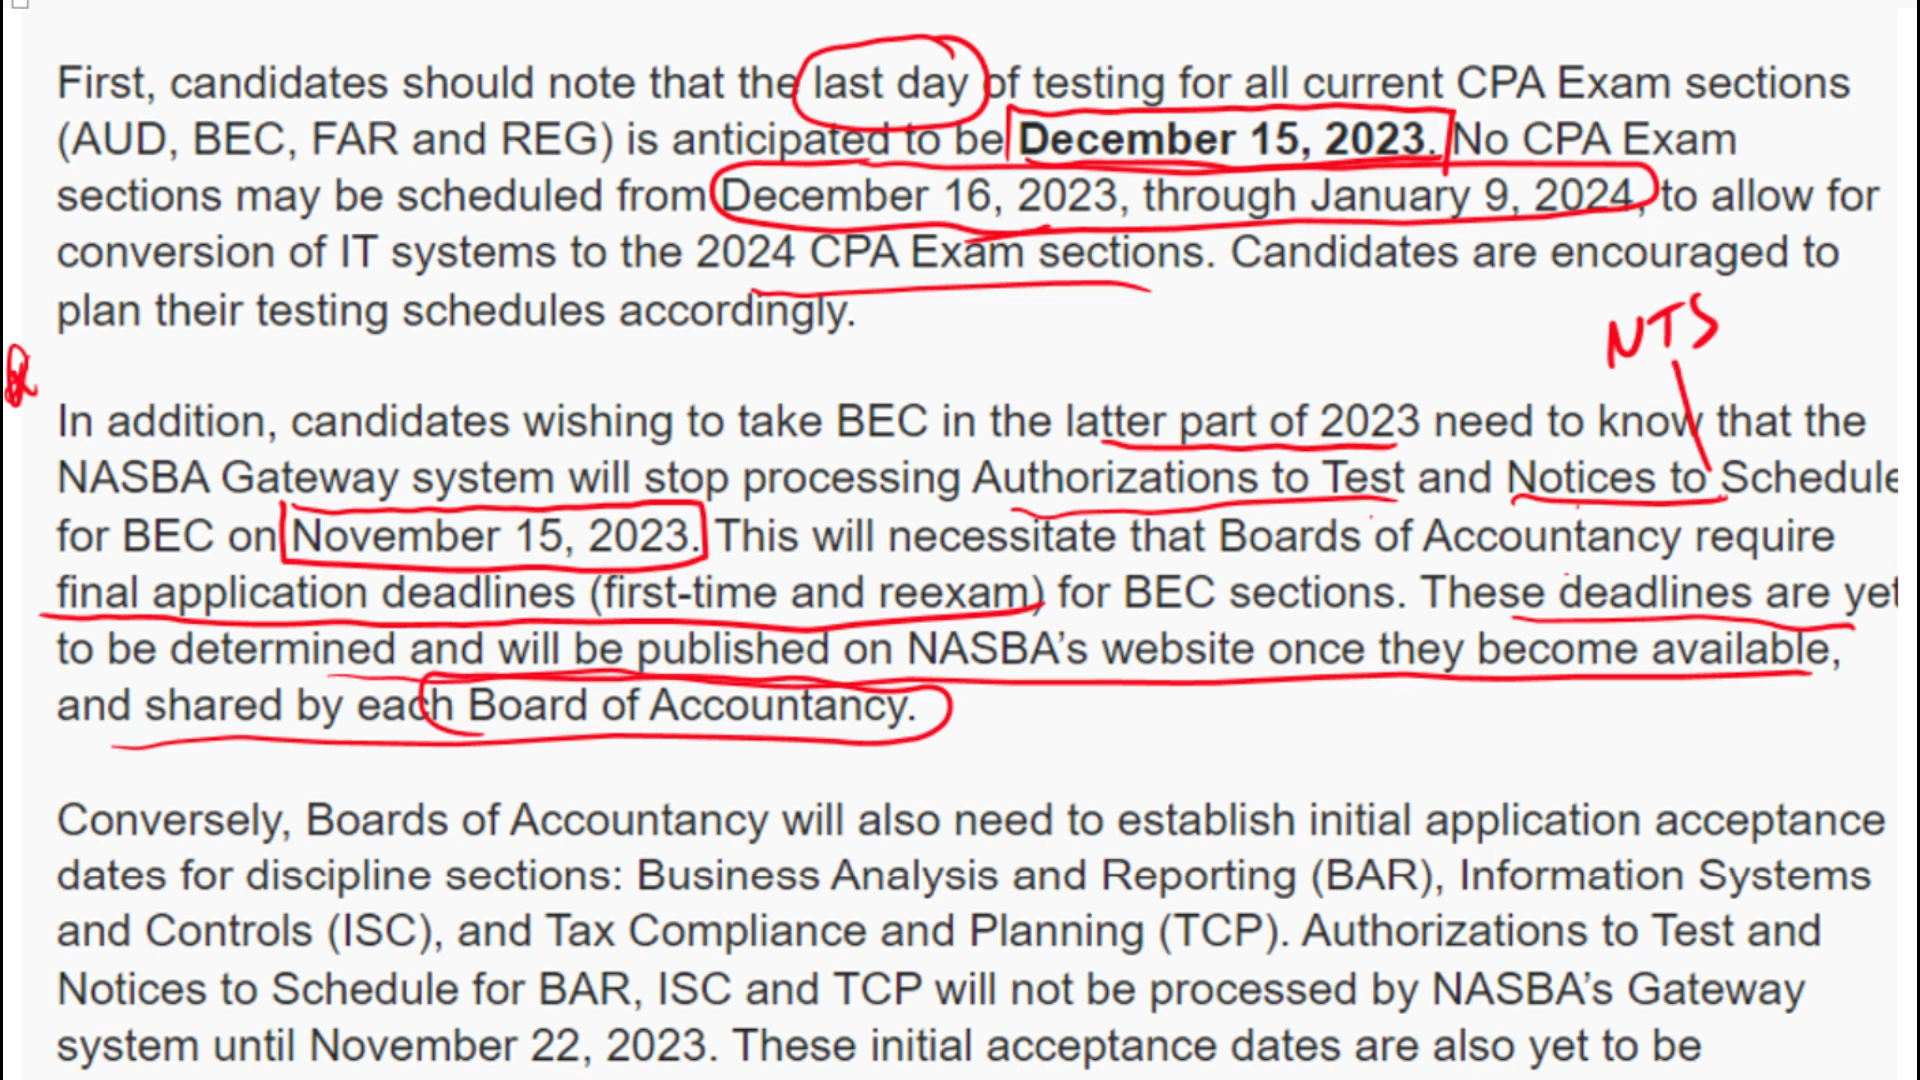 First, candidates should note that the last day of testing for all current CPA Exam sections
(AUD, BEC, FAR and REG) is anticipated to be December 15, 2023. No CPA Exam
sections may be scheduled from December 16, 2023, through January 9, 2024, to allow for
conversion of IT systems to the 2024 CPA Exam sections. Candidates are encouraged to
plan their testing schedules accordingly.
NTS
In addition, candidates wishing to take BEC in the latter part of 2023 need to know that the
NASBA Gateway system will stop processing Authorizations to Test and Notices to Schedule
for BEC on November 15, 2023. This will necessitate that Boards of Accountancy require
final application deadlines (first-time and reexam) for BEC sections. These deadlines are yet
to be determined and will be published on NASBA’s website once they become available,
and shared by each Board of Accountancy.
Conversely, Boards of Accountancy will also need to establish initial application acceptance
dates for discipline sections: Business Analysis and Reporting (BAR), Information Systems
and Controls (ISC), and Tax Compliance and Planning (TCP). Authorizations to Test and
Notices to Schedule for BAR, ISC and TCP will not be processed by NASBA’s Gateway
system until November 22, 2023. These initial acceptance dates are also yet to be